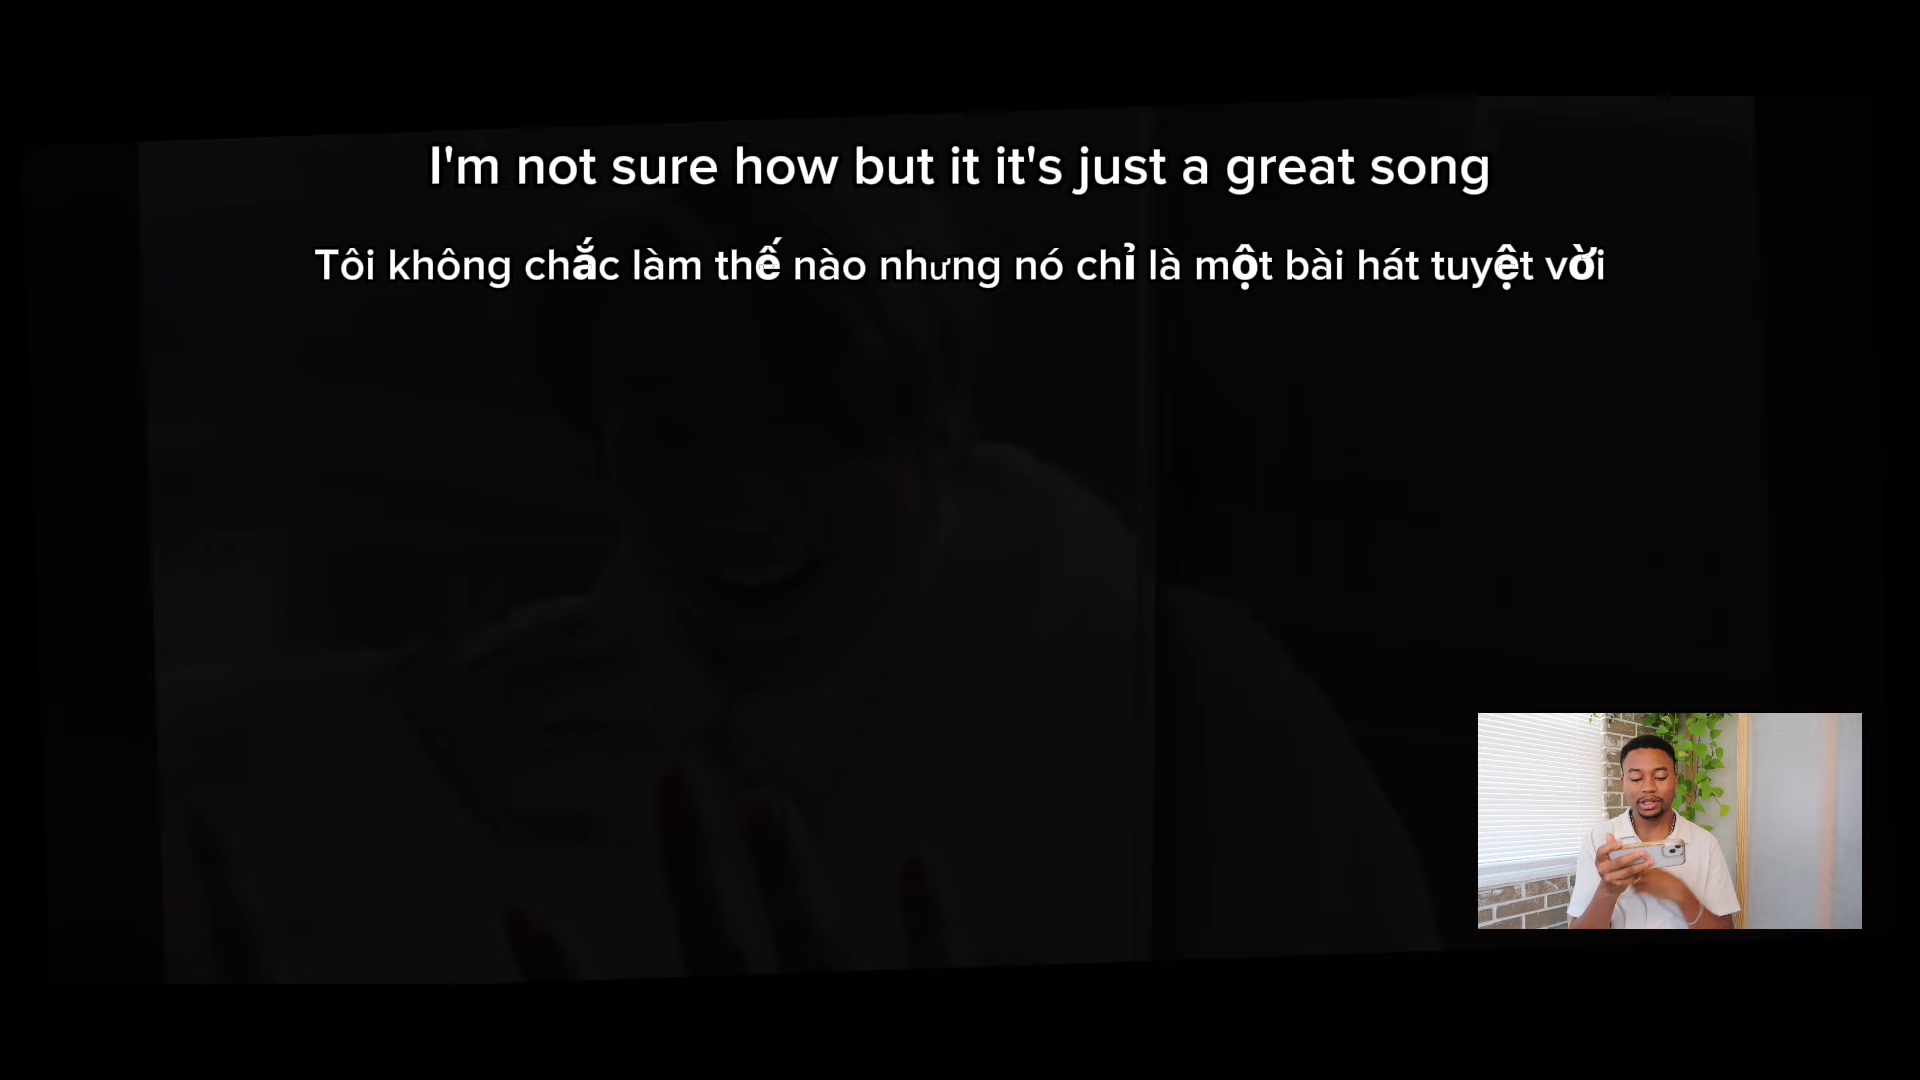 I'm not sure how but it it's just a great song
Tôi không chắc làm thế nào nhưng nó chỉ là một bài hát tuyệt vời